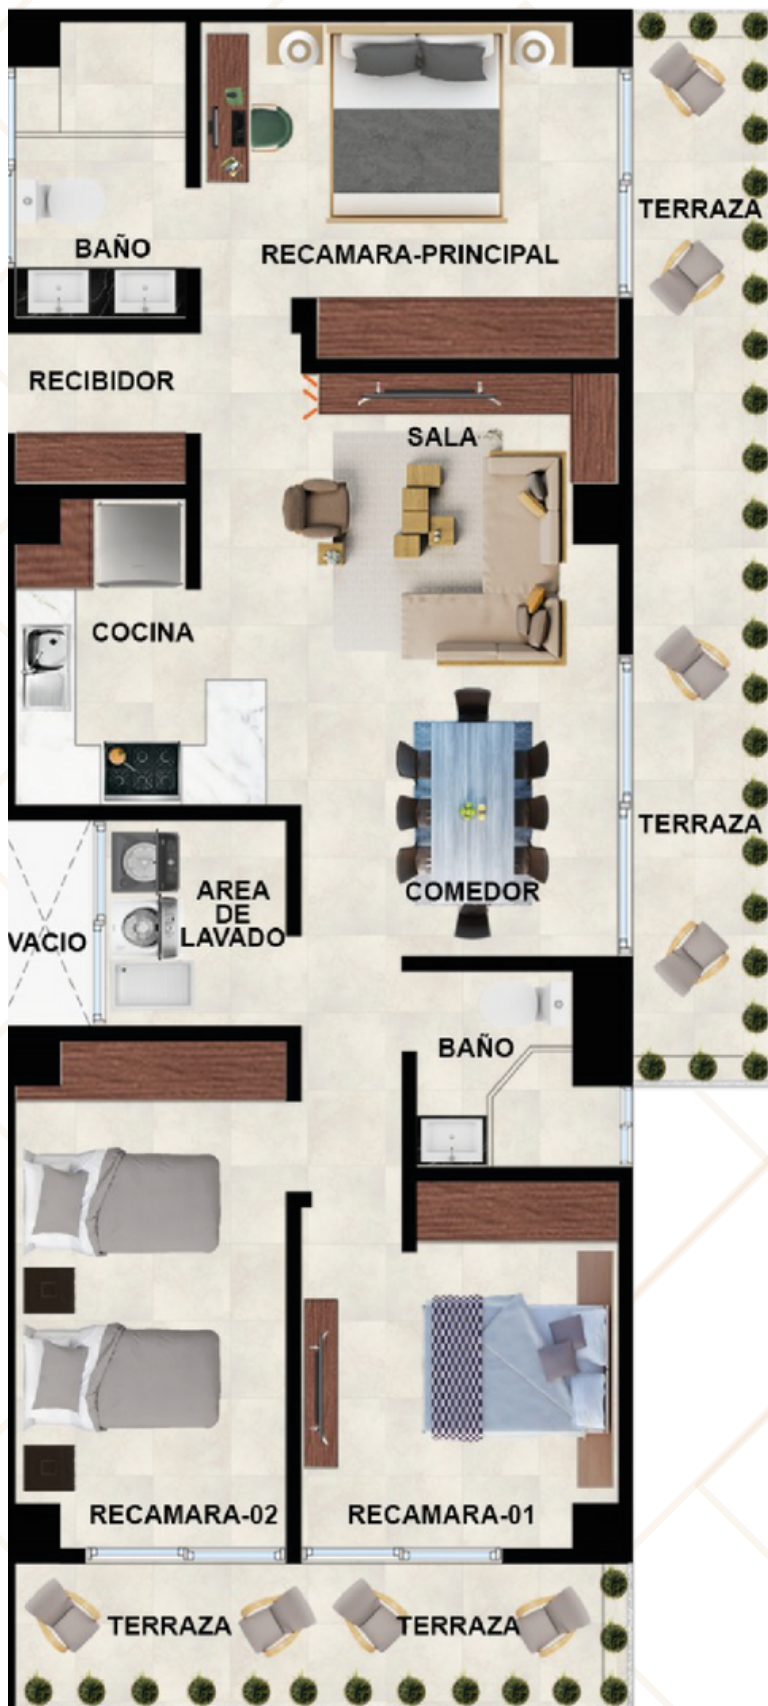 TERRAZA
BAÑO
RECAMARA-PRINCIPAL
RECIBIDOR
SALA
COCINA
TERRAZA
AREA
DE
LAVADO
COMEDOR
VACIO
BAÑO
RECAMARA-02
RECAMARA-01
TERRAZA
TERRAZA